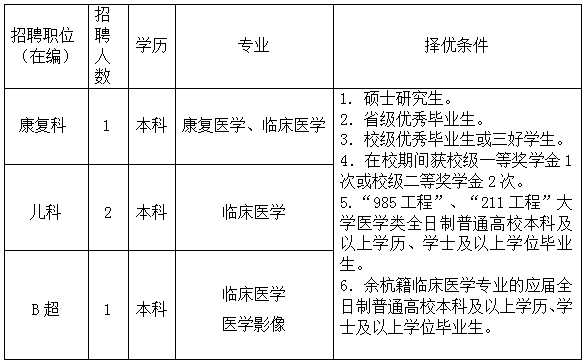 招聘职位
（在编）
招聘人数
学历
专业
择优条件
康复科
1
本科
康复医学、临床医学
儿科
2
本科
临床医学
B超
1
本科
临床医学
医学影像
1. 硕士研究生。
2. 省级优秀毕业生。
3. 校级优秀毕业生或三好学生。
4. 在校期间获校级一等奖学金1
次或校级二等奖学金2次。
5.“985工程”、“211工程”大
学医学类全日制普通高校本科及
以上学历、学士及以上学位毕业
生。
6. 余杭籍临床医学专业的应届全
日制普通高校本科及以上学历、学
士及以上学位毕业生。